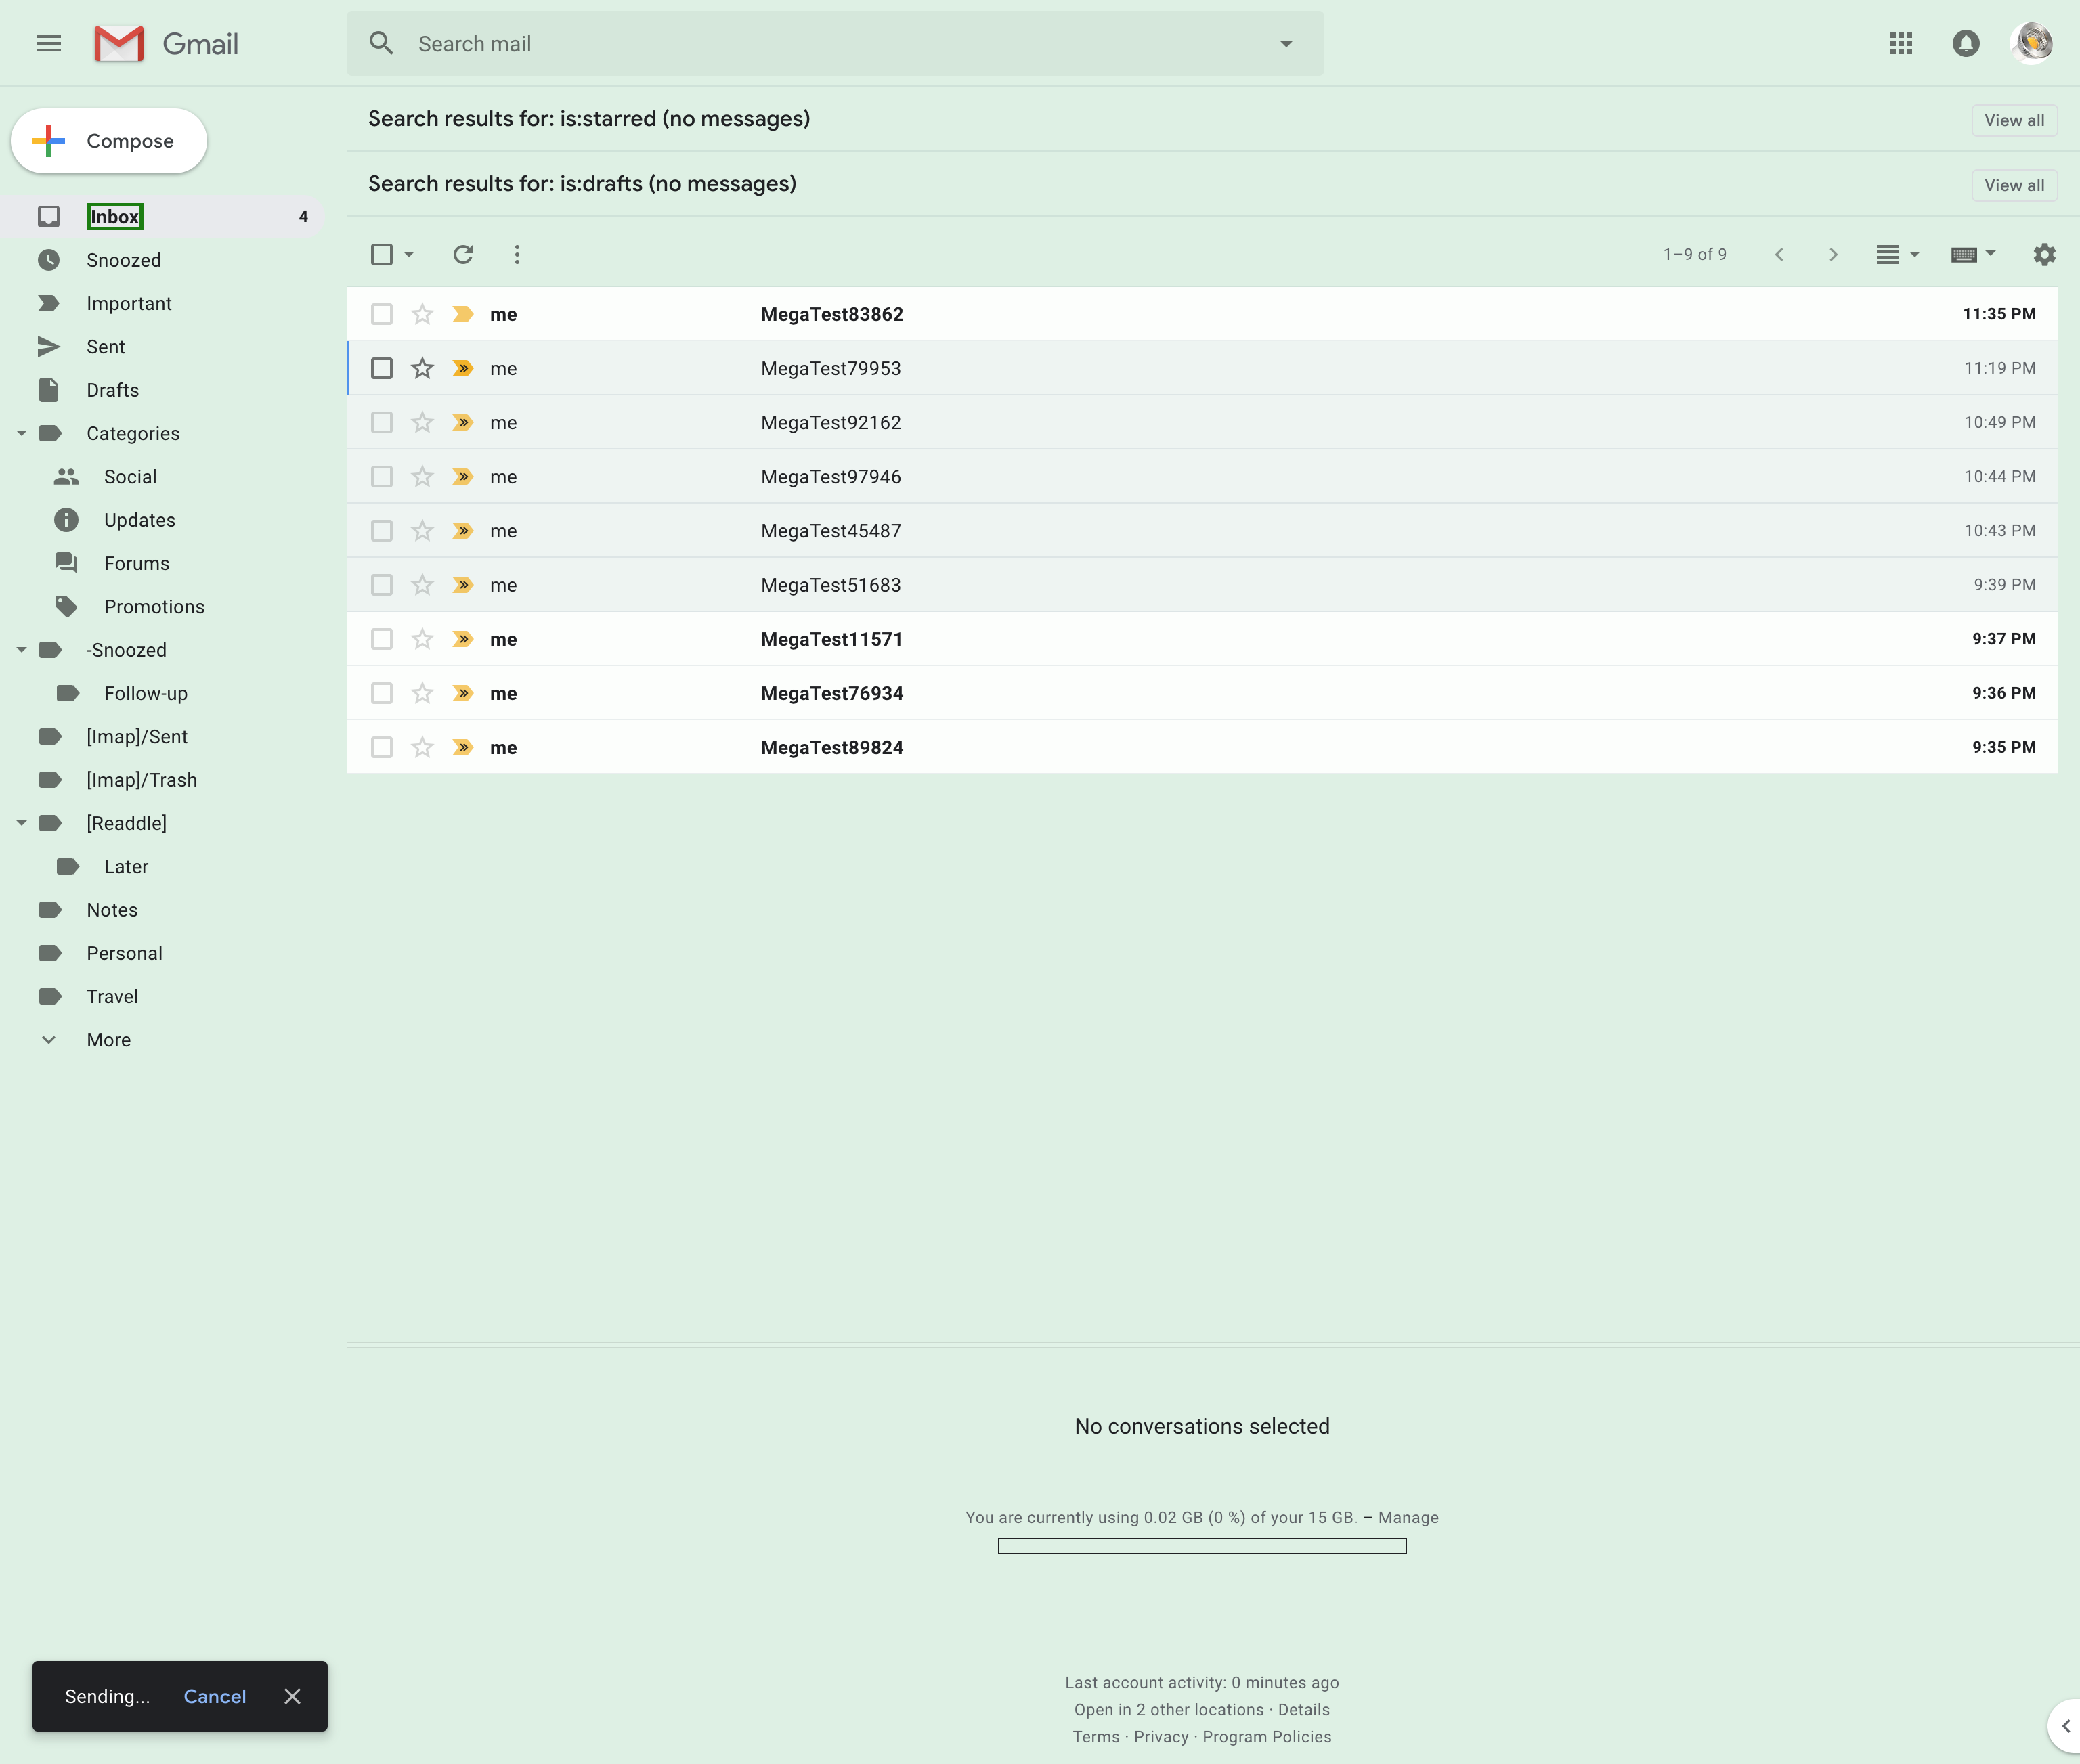 Gmail
Search mail
Compose
Inbox 4
Snoozed
Important
Sent
Drafts
Categories
Social
Updates
Forums
Promotions
-Snoozed
Follow-up
[Imap]/Sent
[Imap]/Trash
[Readdle]
Later
Notes
Personal
Travel
More
Search results for: is:starred (no messages) View all
Search results for: is:drafts (no messages) View all
1–9 of 9
me MegaTest83862 11:35 PM
me MegaTest79953 11:19 PM
me MegaTest92162 10:49 PM
me MegaTest97946 10:44 PM
me MegaTest45487 10:43 PM
me MegaTest51683 9:39 PM
me MegaTest11571 9:37 PM
me MegaTest76934 9:36 PM
me MegaTest89824 9:35 PM
No conversations selected
You are currently using 0.02 GB (0 %) of your 15 GB. – Manage
Last account activity: 0 minutes ago
Open in 2 other locations · Details
Terms · Privacy · Program Policies
Sending... Cancel